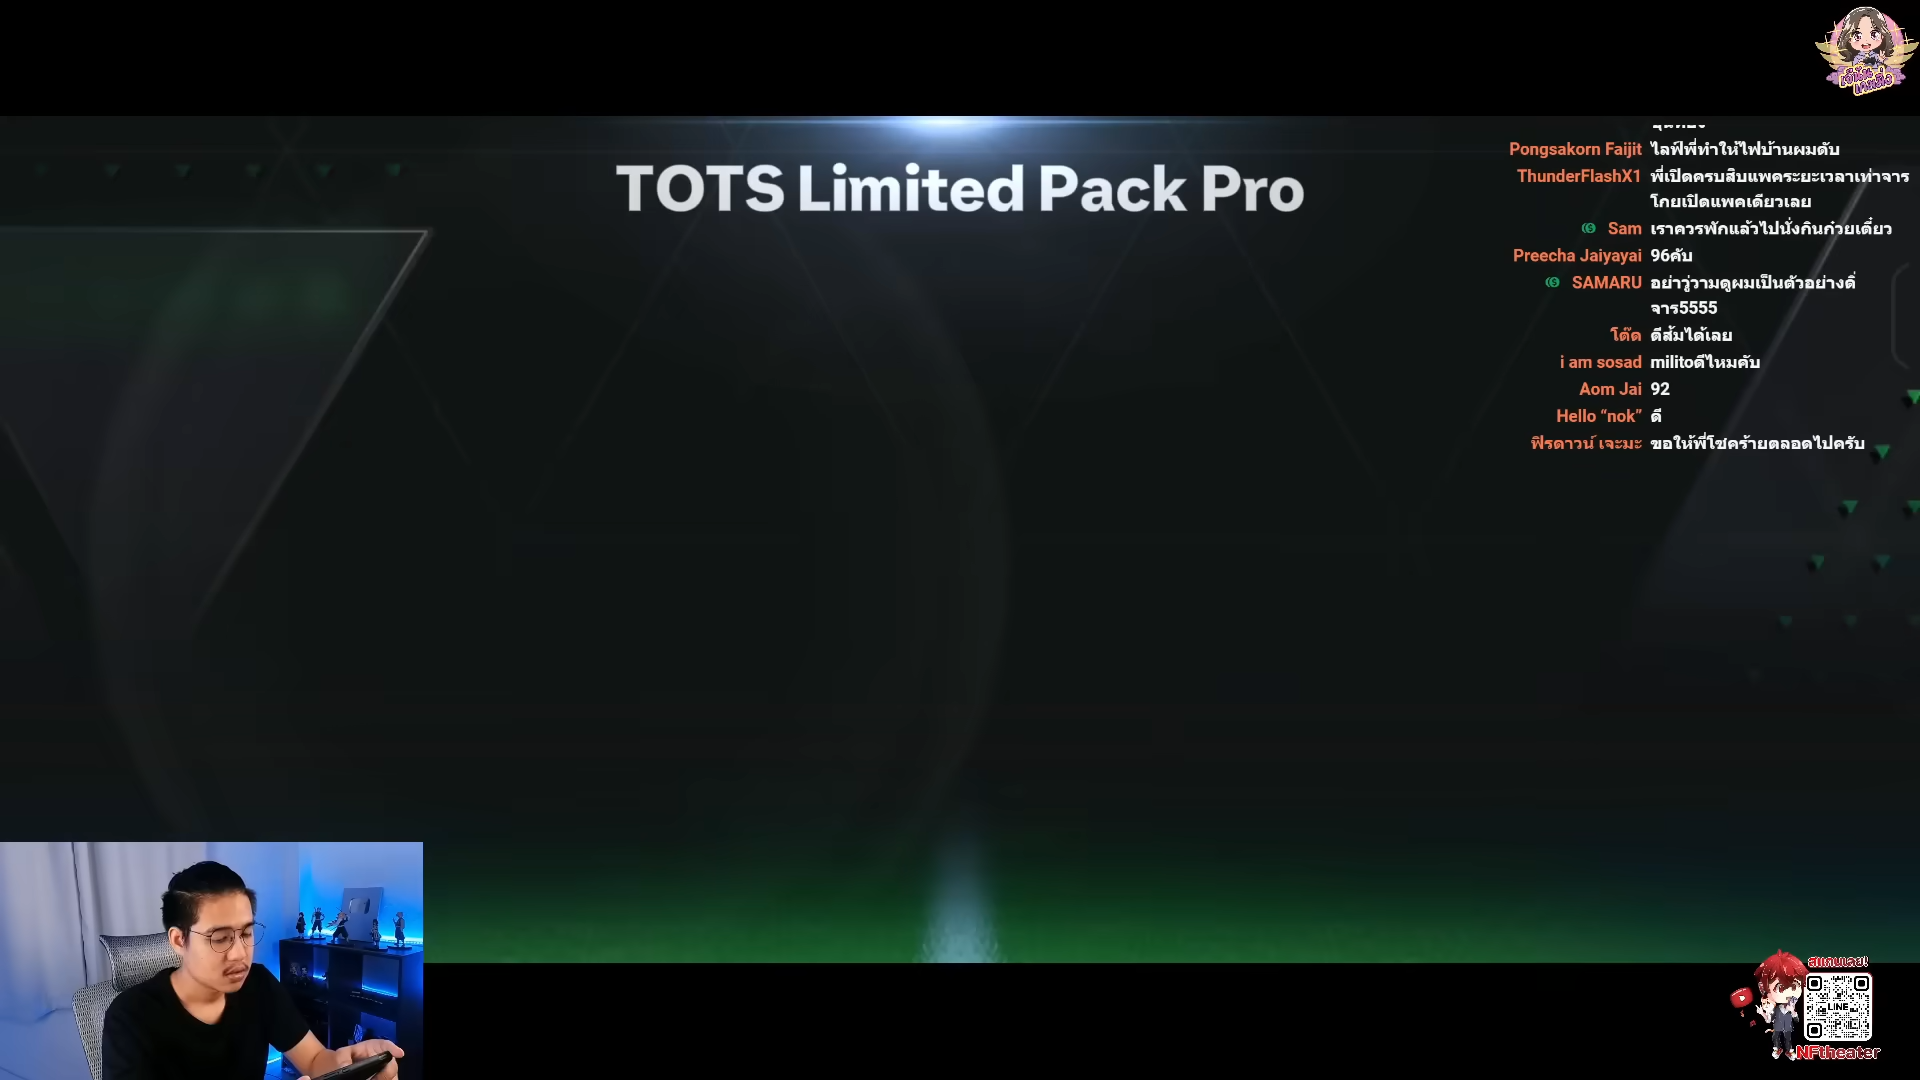 TOTS Limited Pack Pro
Pongsakorn Faijit ไลฟ์พี่ทำให้ไฟบ้านผมดับ
ThunderFlashX1 พี่เปิดครบสิบแพคระยะเวลาเท่าจาร
โกยเปิดแพคเดียวเลย
Sam เราควรพักแล้วไปนั่งกินก๋วยเตี๋ยว
Preecha Jaiyayai 96คับ
SAMARU อย่าวู่วามดูผมเป็นตัวอย่างดิ่
จาร5555
โต๊ด ตีส้มได้เลย
i am sosad militoดีไหมคับ
Aom Jai 92
Hello “nok” ดี
ฟิรดาวน์ เจะมะ ขอให้พี่โชคร้ายตลอดไปครับ
สแกนเลย!
LINE
NFtheater